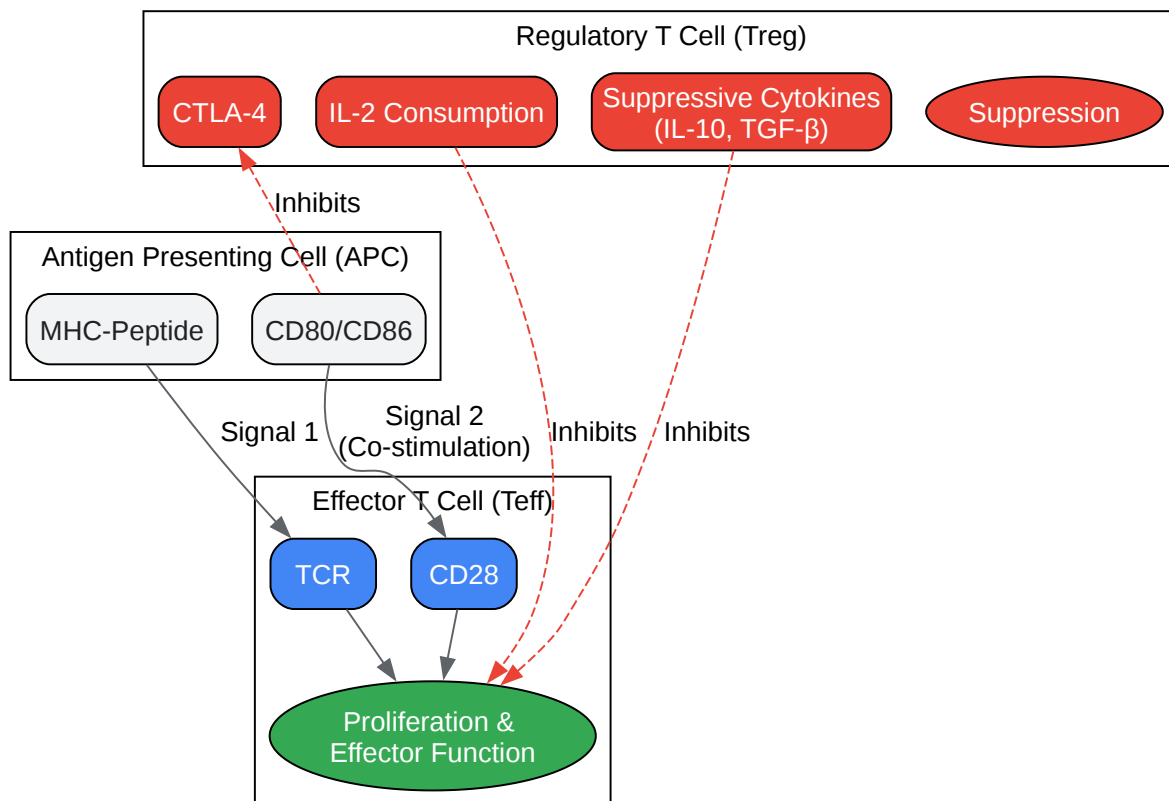 Regulatory T Cell (Treg)
CTLA-4
IL-2 Consumption
Suppressive Cytokines
(IL-10, TGF-β)
Suppression
Inhibits
Antigen Presenting Cell (APC)
MHC-Peptide
CD80/CD86
Signal 1
Signal 2
(Co-stimulation)
Inhibits
Inhibits
Effector T Cell (Teff)
TCR
CD28
Proliferation &
Effector Function